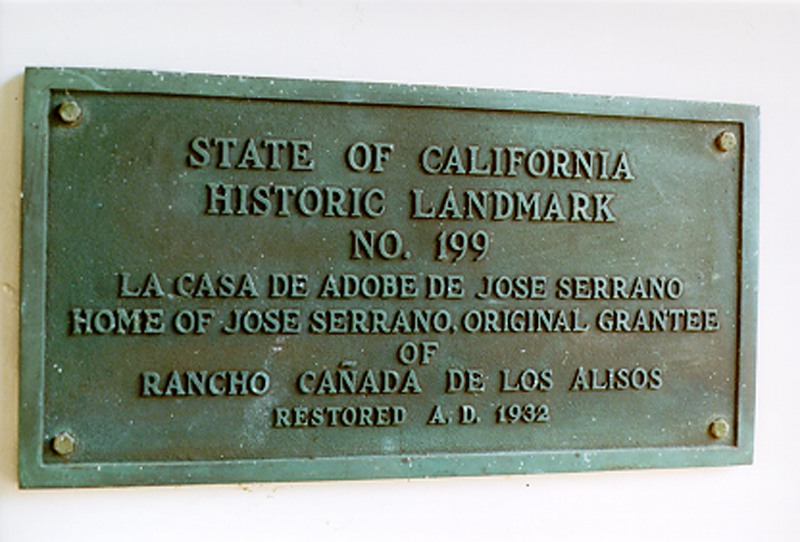 STATE OF CALIFORNIA
HISTORIC LANDMARK
NO. 199
LA CASA DE ADOBE DE JOSE SERRANO
HOME OF JOSE SERRANO, ORIGINAL GRANTEE
OF
RANCHO CAÑADA DE LOS ALISOS
RESTORED A. D. 1932